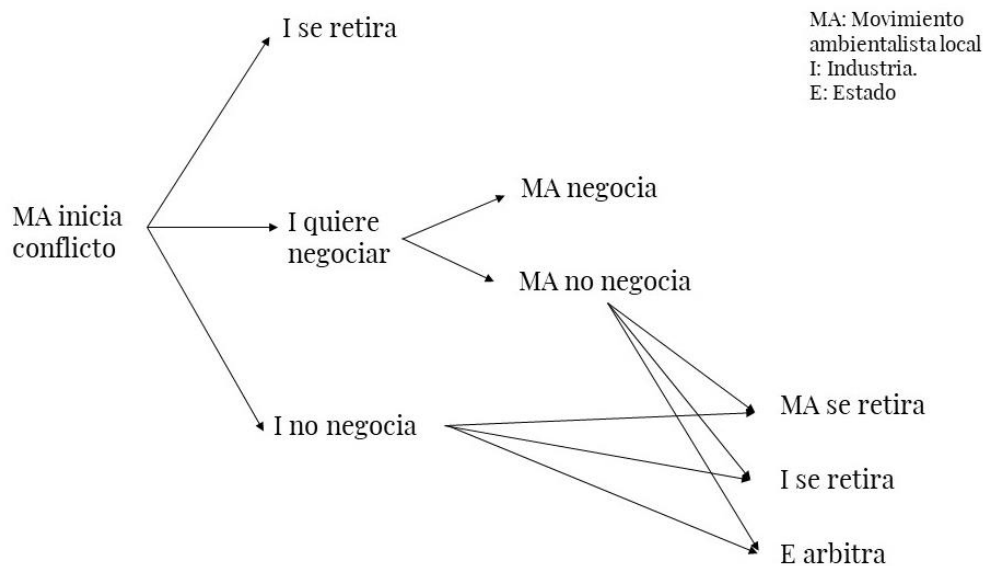 I se retira
MA: Movimiento
ambientalista local
I: Industria.
E: Estado
MA inicia
conflicto
I quiere
negociar
MA negocia
MA no negocia
I no negocia
MA se retira
I se retira
E arbitra